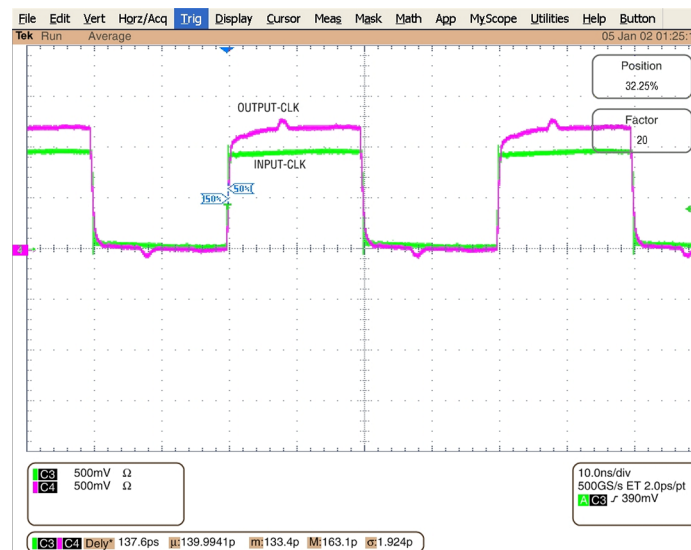 File Edit Vert Horz/Acq Trig Display Cursor Meas Mask Math App MyScope Utilities Help Button
Tek Run Average 05 Jan 02 01:25:
Position
32.25%
OUTPUT-CLK
Factor
20
INPUT-CLK
50%
50%
4
C3 500mV Ω
C4 500mV Ω
10.0ns/div
500GS/s ET 2.0ps/pt
A C3 ƒ 390mV
C3 C4 Dely* 137.6ps µ:139.9941p m:133.4p M:163.1p σ:1.924p